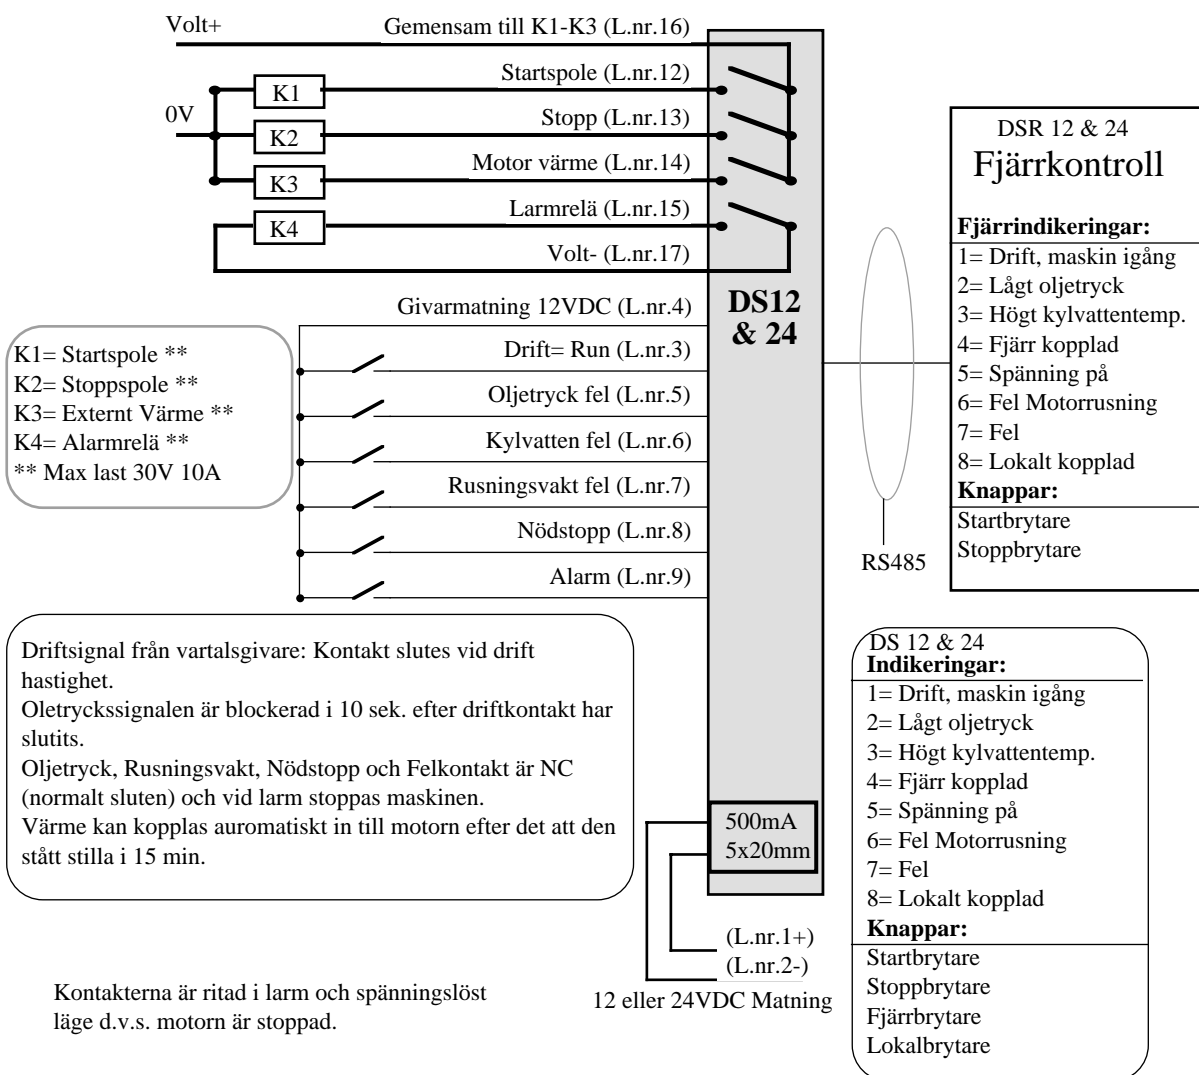 Volt+
Gemensam till K1-K3 (L.nr.16)
Startspole (L.nr.12)
K1
0V
Stopp (L.nr.13)
K2
Motor värme (L.nr.14)
K3
Larmrelä (L.nr.15)
K4
Volt- (L.nr.17)
DS12
& 24
Givarmatning 12VDC (L.nr.4)
Drift= Run (L.nr.3)
Oljetryck fel (L.nr.5)
Kylvatten fel (L.nr.6)
Rusningsvakt fel (L.nr.7)
Nödstopp (L.nr.8)
Alarm (L.nr.9)
K1= Startspole **
K2= Stoppspole **
K3= Externt Värme **
K4= Alarmrelä **
** Max last 30V 10A
RS485
DSR 12 & 24
Fjärrkontroll
Fjärrindikeringar:
1= Drift, maskin igång
2= Lågt oljetryck
3= Högt kylvattentemp.
4= Fjärr kopplad
5= Spänning på
6= Fel Motorrusning
7= Fel
8= Lokalt kopplad
Knappar:
Startbrytare
Stoppbrytare
Driftsignal från vartalsgivare: Kontakt slutes vid drift
hastighet.
Oletryckssignalen är blockerad i 10 sek. efter driftkontakt har
slutits.
Oljetryck, Rusningsvakt, Nödstopp och Felkontakt är NC
(normalt sluten) och vid larm stoppas maskinen.
Värme kan kopplas auromatiskt in till motorn efter det att den
stått stilla i 15 min.
500mA
5x20mm
(L.nr.1+)
(L.nr.2-)
12 eller 24VDC Matning
Kontakterna är ritad i larm och spänningslöst
läge d.v.s. motorn är stoppad.
DS 12 & 24
Indikeringar:
1= Drift, maskin igång
2= Lågt oljetryck
3= Högt kylvattentemp.
4= Fjärr kopplad
5= Spänning på
6= Fel Motorrusning
7= Fel
8= Lokalt kopplad
Knappar:
Startbrytare
Stoppbrytare
Fjärrbrytare
Lokalbrytare